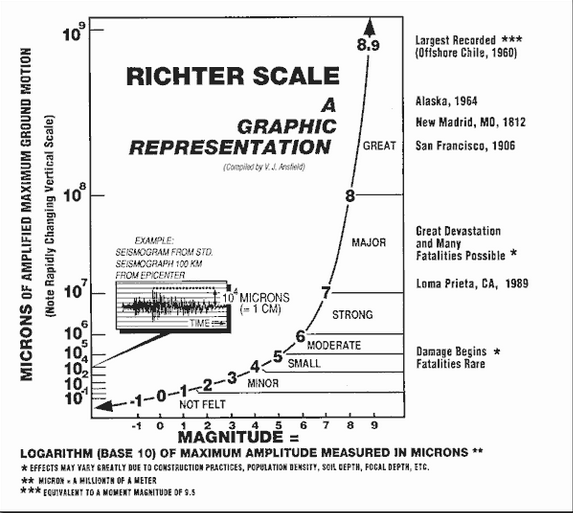 10⁹
8.9
Largest Recorded ***
(Offshore Chile, 1960)
RICHTER SCALE
A
GRAPHIC
REPRESENTATION
(Compiled by V. J. Ansfield)
Alaska, 1964
New Madrid, MO, 1812
San Francisco, 1906
GREAT
MICRONS OF AMPLIFIED MAXIMUM GROUND MOTION
(Note Rapidly Changing Vertical Scale)
10⁸
8
MAJOR
Great Devastation
and Many
Fatalities Possible *
EXAMPLE:
SEISMOGRAM FROM STD.
SEISMOGRAPH 100 KM
FROM EPICENTER
10⁴ MICRONS
(= 1 CM)
TIME
10⁷
7
Loma Prieta, CA, 1989
STRONG
10⁶
6
MODERATE
10⁵
5
SMALL
Damage Begins *
Fatalities Rare
10⁴
4
MINOR
10²
3
2
10⁻¹
1
0
-1
NOT FELT
-1 0 1 2 3 4 5 6 7 8 9
MAGNITUDE =
LOGARITHM (BASE 10) OF MAXIMUM AMPLITUDE MEASURED IN MICRONS **
* EFFECTS MAY VARY GREATLY DUE TO CONSTRUCTION PRACTICES, POPULATION DENSITY, SOIL DEPTH, FOCAL DEPTH, ETC.
** MICRON = A MILLIONTH OF A METER
*** EQUIVALENT TO A MOMENT MAGNITUDE OF 9.5